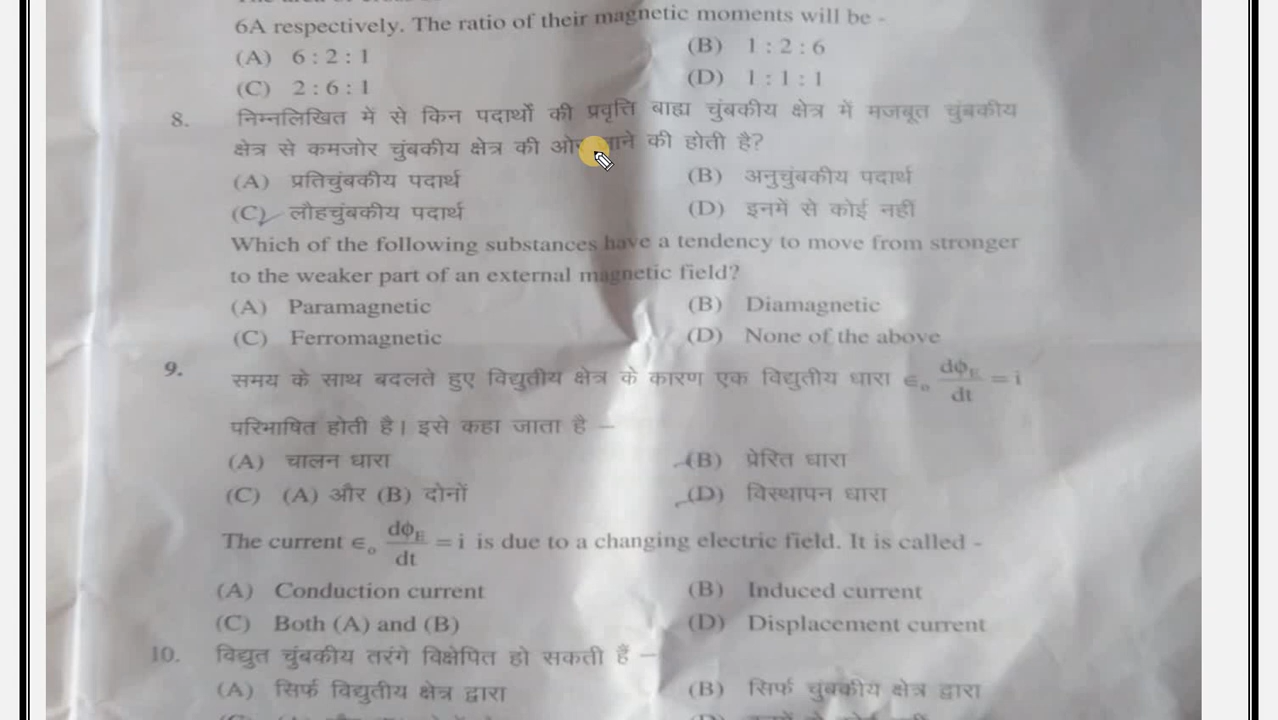 6A respectively. The ratio of their magnetic moments will be -
(A) 6 : 2 : 1 (B) 1 : 2 : 6
(C) 2 : 6 : 1 (D) 1 : 1 : 1
8. निम्नलिखित में से किन पदार्थों की प्रवृत्ति बाह्य चुंबकीय क्षेत्र में मजबूत चुंबकीय
क्षेत्र से कमजोर चुंबकीय क्षेत्र की की होती है?
(A) प्रतिचुंबकीय पदार्थ (B) अनुचुंबकीय पदार्थ
(C) लौहचुंबकीय पदार्थ (D) इनमें से कोई नहीं
Which of the following substances have a tendency to move from stronger
to the weaker part of an external magnetic field?
(A) Paramagnetic (B) Diamagnetic
(C) Ferromagnetic (D) None of the above
9. समय के साथ बदलते हुए विद्युतीय क्षेत्र के कारण एक विद्युतीय धारा ∈₀ dϕ_E/dt = i
परिभाषित होती है। इसे कहा जाता है –
(A) चालन धारा (B) प्रेरित धारा
(C) (A) और (B) दोनों (D) विस्थापन धारा
The current ∈₀ dϕ_E/dt = i is due to a changing electric field. It is called -
(A) Conduction current (B) Induced current
(C) Both (A) and (B) (D) Displacement current
10. विद्युत चुंबकीय तरंगे विक्षेपित हो सकती हैं –
(A) सिर्फ विद्युतीय क्षेत्र द्वारा (B) सिर्फ चुंबकीय क्षेत्र द्वारा